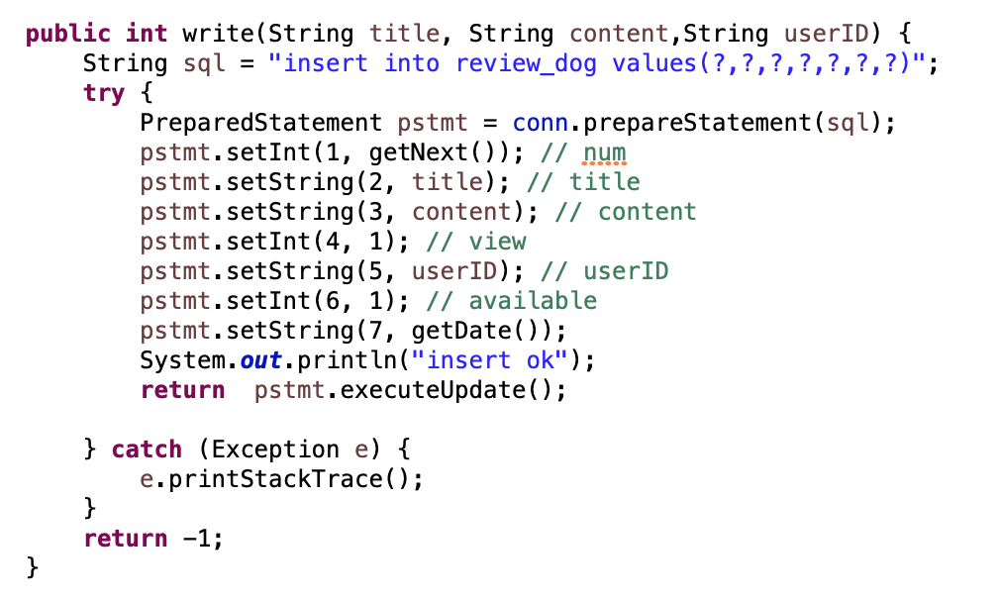 public int write(String title, String content,String userID) {
    String sql = "insert into review_dog values(?,?,?,?,?,?,?)";
    try {
        PreparedStatement pstmt = conn.prepareStatement(sql);
        pstmt.setInt(1, getNext()); // num
        pstmt.setString(2, title); // title
        pstmt.setString(3, content); // content
        pstmt.setInt(4, 1); // view
        pstmt.setString(5, userID); // userID
        pstmt.setInt(6, 1); // available
        pstmt.setString(7, getDate());
        System.out.println("insert ok");
        return  pstmt.executeUpdate();

    } catch (Exception e) {
        e.printStackTrace();
    }
    return -1;
}